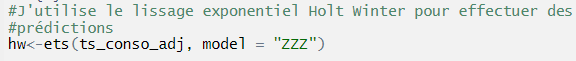 #J'utilise le lissage exponentiel Holt Winter pour effectuer des
#prédictions
hw<-ets(ts_conso_adj, model = "ZZZ")